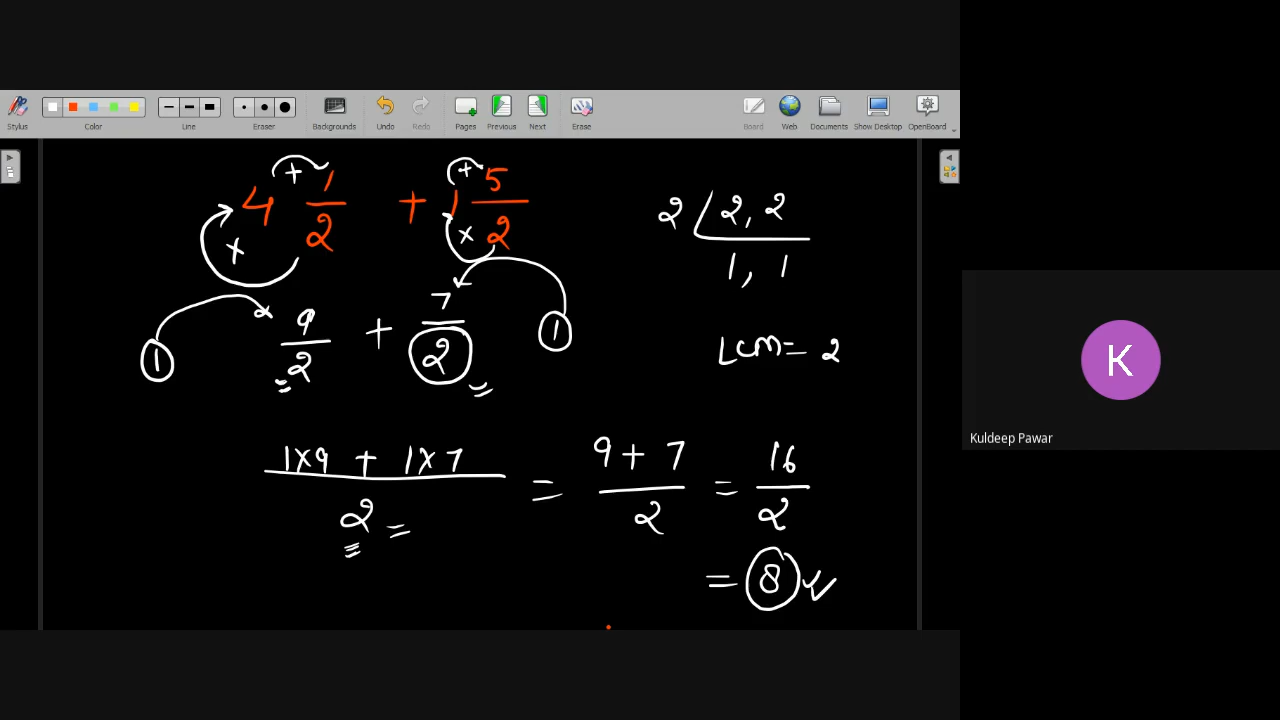 Stylus Color Line Eraser Backgrounds Undo Redo Pages Previous Next Erase Board Web Documents Show Desktop OpenBoard
+ +
4 1/2 + 1 5/2
× ×
2 | 2, 2
1, 1
9/2 + 7/2
1 1
LCM = 2
(1×9 + 1×7)/2 = (9 + 7)/2 = 16/2
= 8
K
Kuldeep Pawar